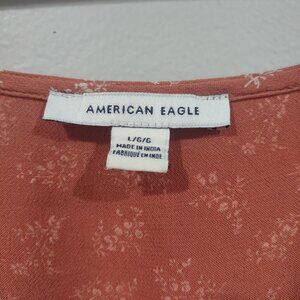 AMERICAN EAGLE
L/G/G
MADE IN INDIA
FABRIQUÉ EN INDE